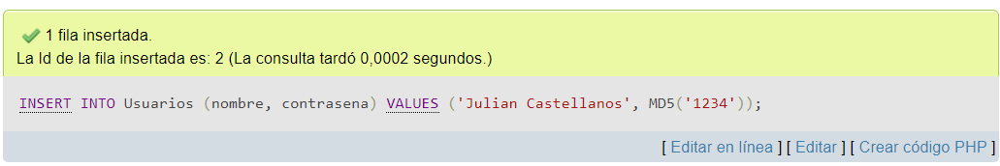 1 fila insertada.
La Id de la fila insertada es: 2 (La consulta tardó 0,0002 segundos.)
INSERT INTO Usuarios (nombre, contrasena) VALUES ('Julian Castellanos', MD5('1234'));
[ Editar en línea ] [ Editar ] [ Crear código PHP ]